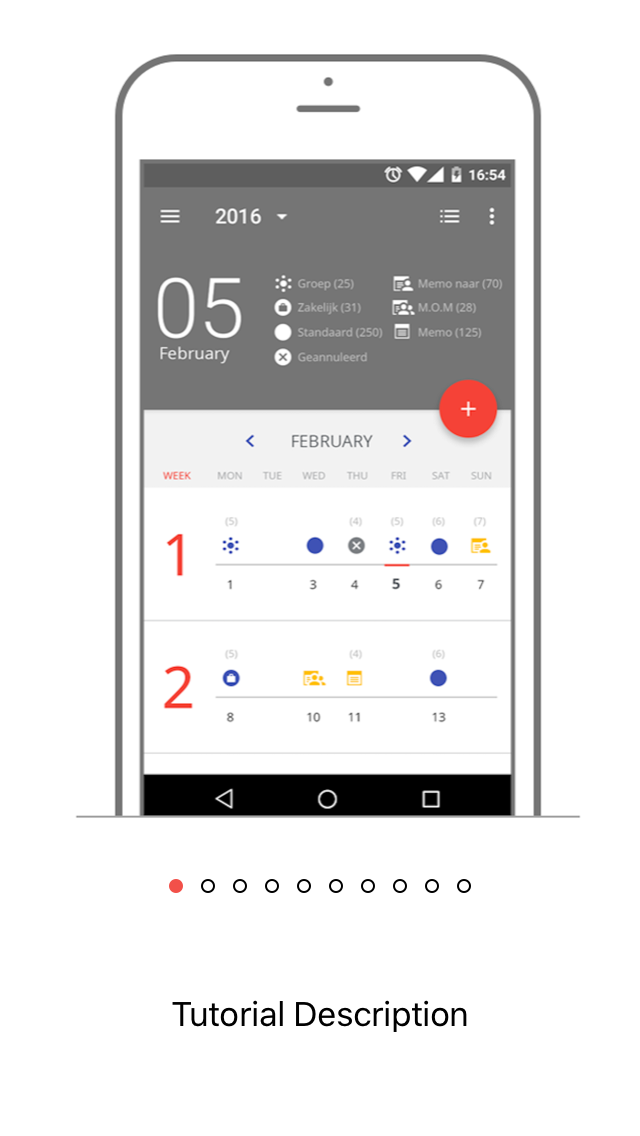 16:54
2016
05
February
Groep (25)
Zakelijk (31)
Standaard (250)
Geannuleerd
Memo naar (70)
M.O.M (28)
Memo (125)
+
FEBRUARY
WEEK MON TUE WED THU FRI SAT SUN
(5) (4) (5) (6) (7)
1
1 3 4 5 6 7
(5) (4) (6)
2
8 10 11 13
Tutorial Description